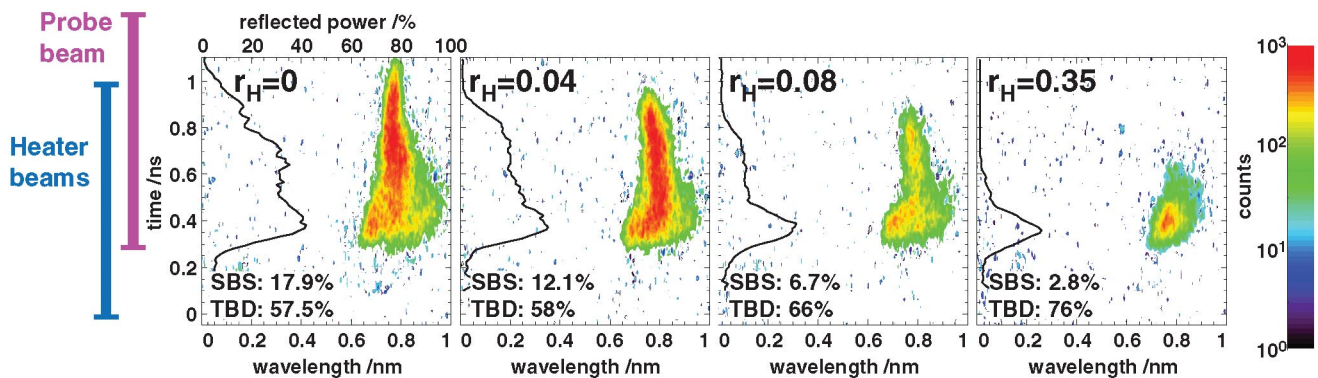 Probe
beam
Heater
beams
reflected power /%
0 20 40 60 80 100
time /ns
1
0.8
0.6
0.4
0.2
0
r_H=0
SBS: 17.9%
TBD: 57.5%
0 0.2 0.4 0.6 0.8 1
wavelength /nm
r_H=0.04
SBS: 12.1%
TBD: 58%
0 0.2 0.4 0.6 0.8 1
wavelength /nm
r_H=0.08
SBS: 6.7%
TBD: 66%
0.2 0.4 0.6 0.8 1
wavelength /nm
r_H=0.35
SBS: 2.8%
TBD: 76%
0 0.2 0.4 0.6 0.8 1
wavelength /nm
counts
10³
10²
10¹
10⁰